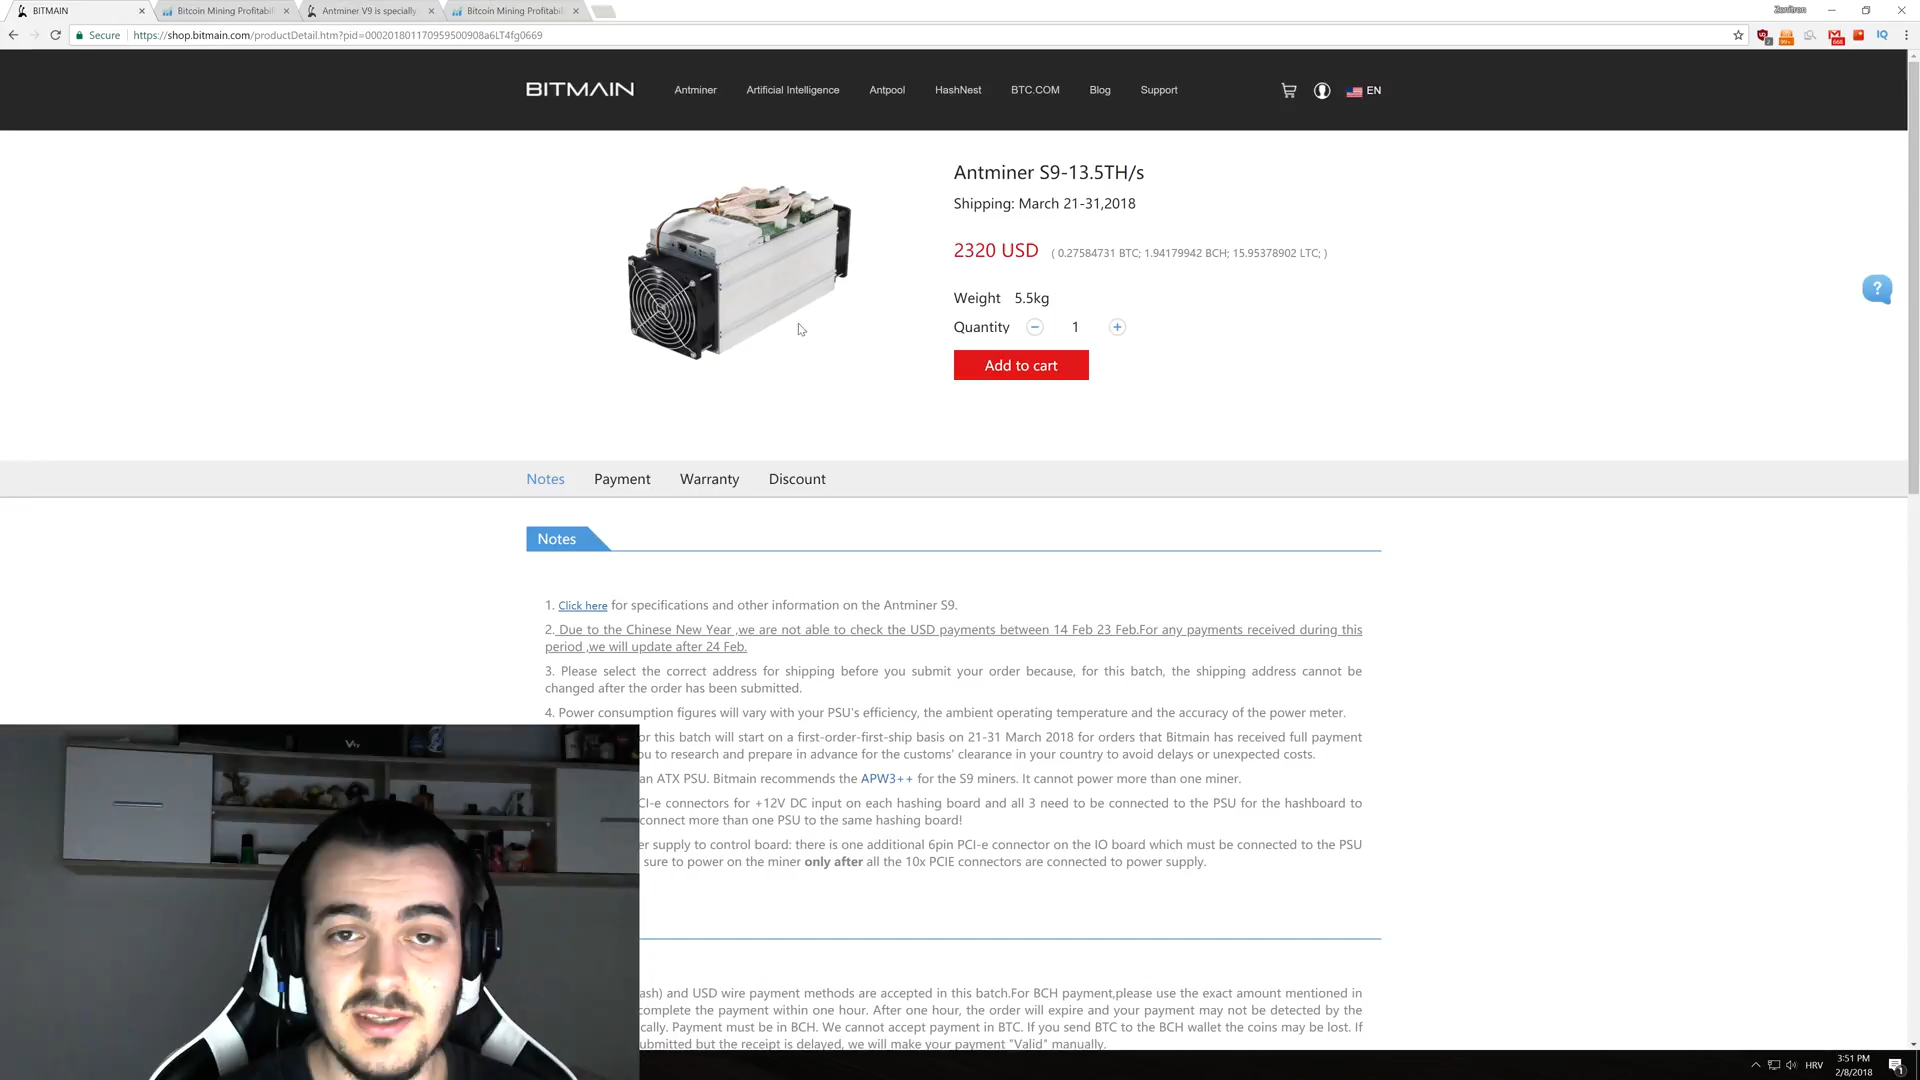 BITMAIN
Bitcoin Mining Profitabil
Antminer V9 is specially
Bitcoin Mining Profitabil
Zenitron
Secure
https://shop.bitmain.com/productDetail.htm?pid=00020180117095950​0908a6LT4fg0669
668
IQ
BITMAIN
Antminer
Artificial Intelligence
Antpool
HashNest
BTC.COM
Blog
Support
EN
Antminer S9-13.5TH/s
Shipping: March 21-31,2018
2320 USD ( 0.27584731 BTC; 1.94179942 BCH; 15.95378902 LTC; )
Weight 5.5kg
Quantity − 1 +
Add to cart
?
Notes
Payment
Warranty
Discount
Notes
1. Click here for specifications and other information on the Antminer S9.
2. Due to the Chinese New Year ,we are not able to check the USD payments between 14 Feb 23 Feb.For any payments received during this
period ,we will update after 24 Feb.
3. Please select the correct address for shipping before you submit your order because, for this batch, the shipping address cannot be
changed after the order has been submitted.
4. Power consumption figures will vary with your PSU's efficiency, the ambient operating temperature and the accuracy of the power meter.
or this batch will start on a first-order-first-ship basis on 21-31 March 2018 for orders that Bitmain has received full payment
ou to research and prepare in advance for the customs' clearance in your country to avoid delays or unexpected costs.
an ATX PSU. Bitmain recommends the APW3++ for the S9 miners. It cannot power more than one miner.
CI-e connectors for +12V DC input on each hashing board and all 3 need to be connected to the PSU for the hashboard to
connect more than one PSU to the same hashing board!
er supply to control board: there is one additional 6pin PCI-e connector on the IO board which must be connected to the PSU
sure to power on the miner only after all the 10x PCIE connectors are connected to power supply.
ash) and USD wire payment methods are accepted in this batch.For BCH payment,please use the exact amount mentioned in
omplete the payment within one hour. After one hour, the order will expire and your payment may not be detected by the
cally. Payment must be in BCH. We cannot accept payment in BTC. If you send BTC to the BCH wallet the coins may be lost. If
ubmitted but the receipt is delayed, we will make your payment "Valid" manually.
HRV
3:51 PM
2/8/2018